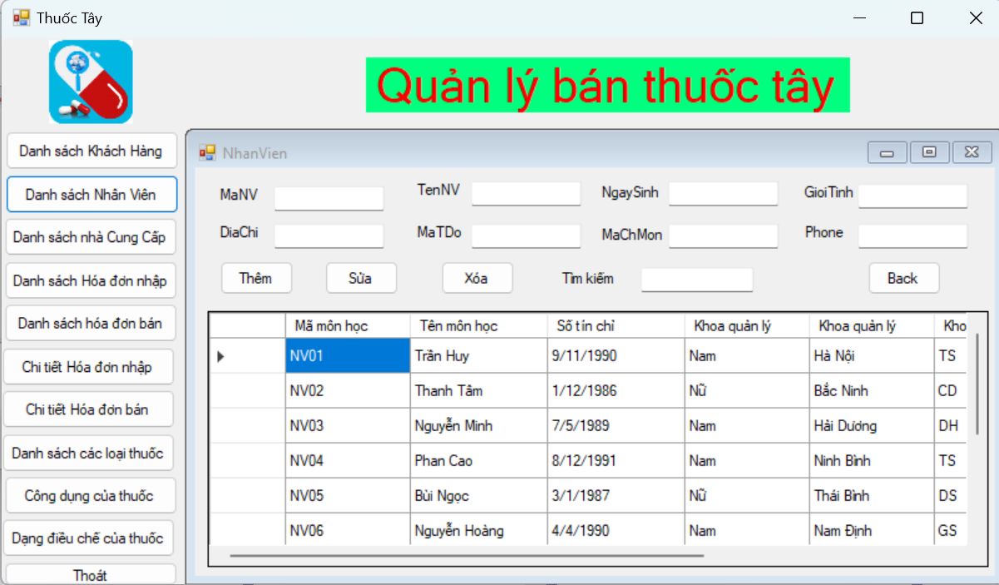 Thuốc Tây
Quản lý bán thuốc tây
Danh sách Khách Hàng
Danh sách Nhân Viên
Danh sách nhà Cung Cấp
Danh sách Hóa đơn nhập
Danh sách hóa đơn bán
Chi tiết Hóa đơn nhập
Chi tiết Hóa đơn bán
Danh sách các loại thuốc
Công dụng của thuốc
Dạng điều chế của thuốc
Thoát
NhanVien
MaNV TenNV NgaySinh GioiTinh
DiaChi MaTDo MaChMon Phone
Thêm Sửa Xóa Tìm kiếm Back
Mã môn học Tên môn học Số tín chỉ Khoa quản lý Khoa quản lý Kho
NV01 Trần Huy 9/11/1990 Nam Hà Nội TS
NV02 Thanh Tâm 1/12/1986 Nữ Bắc Ninh CD
NV03 Nguyễn Minh 7/5/1989 Nam Hải Dương DH
NV04 Phan Cao 8/12/1991 Nam Ninh Bình TS
NV05 Bùi Ngọc 3/1/1987 Nữ Thái Bình DS
NV06 Nguyễn Hoàng 4/4/1990 Nam Nam Định GS